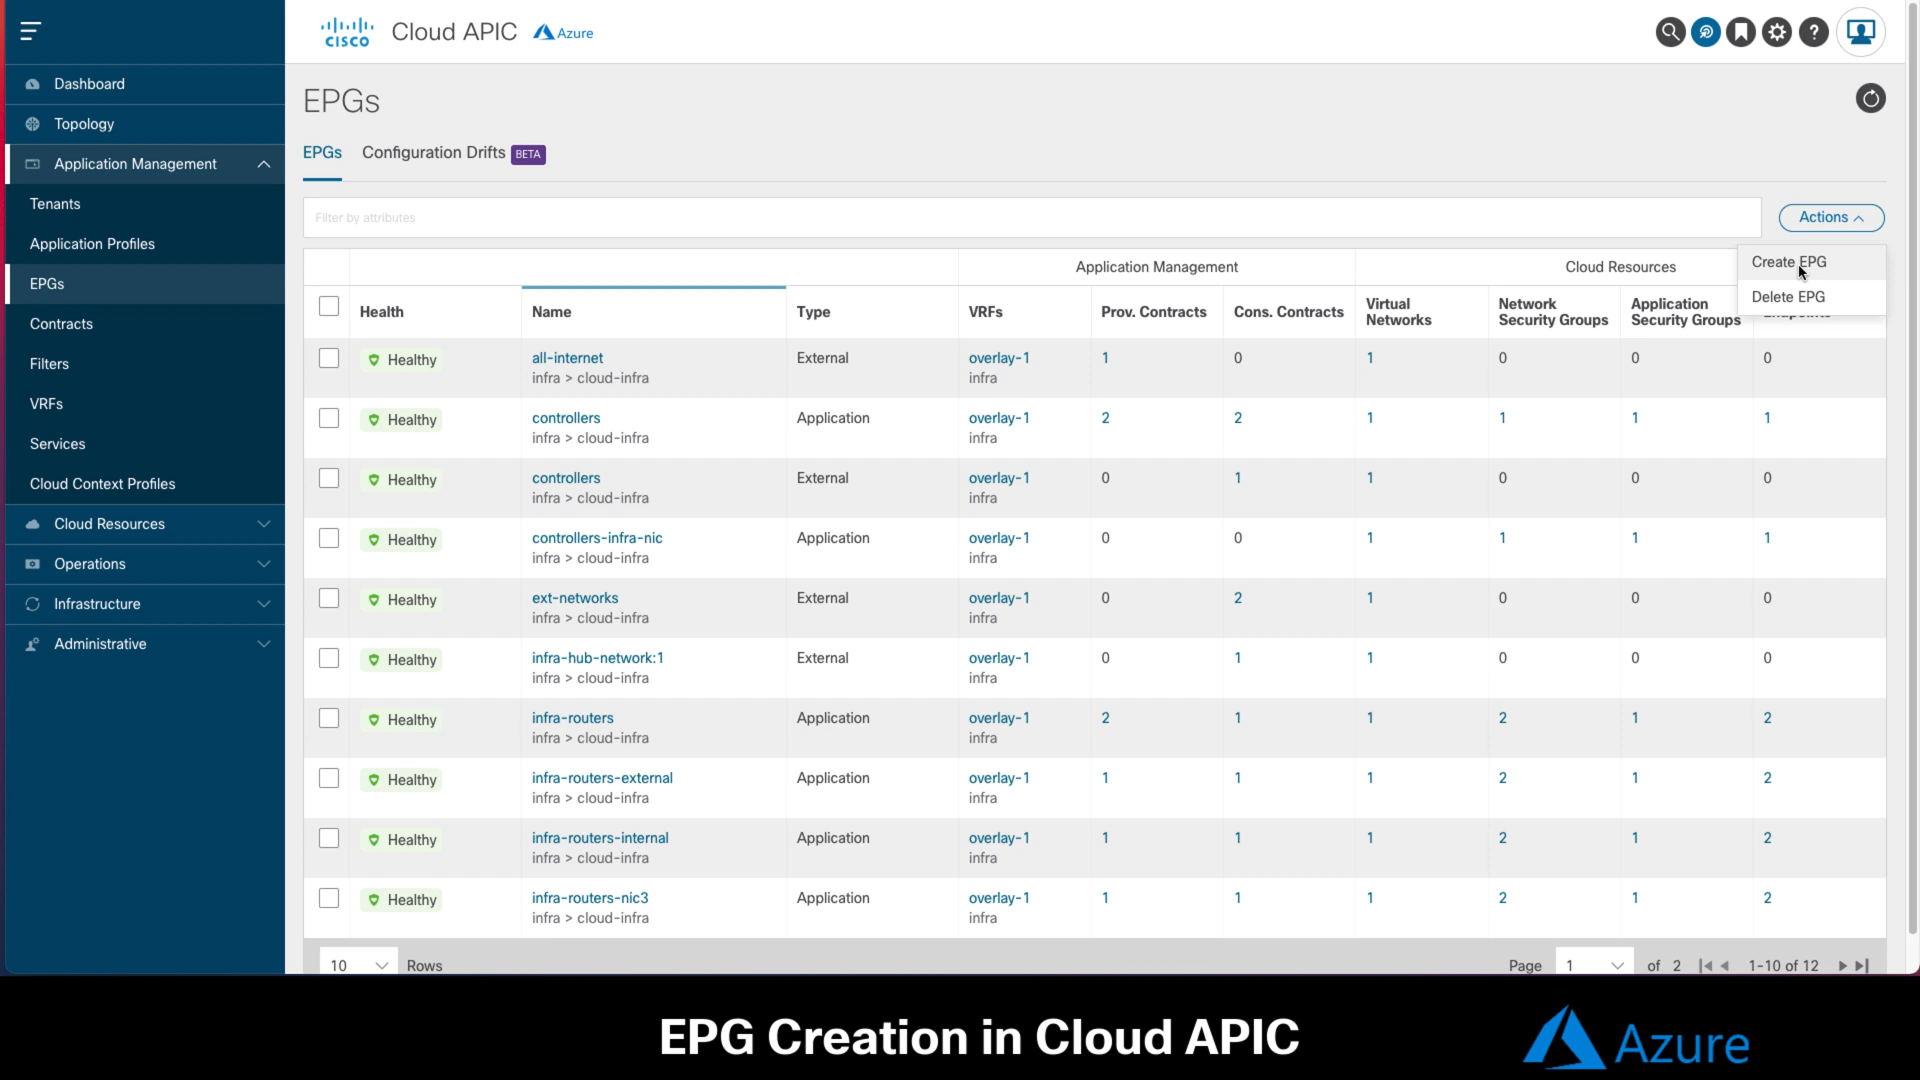 CISCO Cloud APIC Azure
Dashboard
Topology
Application Management
Tenants
Application Profiles
EPGs
Contracts
Filters
VRFs
Services
Cloud Context Profiles
Cloud Resources
Operations
Infrastructure
Administrative
EPGs
EPGs Configuration Drifts BETA
Filter by attributes
Actions
Create EPG
Delete EPG
Application Management Cloud Resources
Health Name Type VRFs Prov. Contracts Cons. Contracts Virtual Networks Network Security Groups Application Security Groups Endpoints
Healthy all-internet External overlay-1 1 0 1 0 0 0
infra > cloud-infra infra
Healthy controllers Application overlay-1 2 2 1 1 1 1
infra > cloud-infra infra
Healthy controllers External overlay-1 0 1 1 0 0 0
infra > cloud-infra infra
Healthy controllers-infra-nic Application overlay-1 0 0 1 1 1 1
infra > cloud-infra infra
Healthy ext-networks External overlay-1 0 2 1 0 0 0
infra > cloud-infra infra
Healthy infra-hub-network:1 External overlay-1 0 1 1 0 0 0
infra > cloud-infra infra
Healthy infra-routers Application overlay-1 2 1 1 2 1 2
infra > cloud-infra infra
Healthy infra-routers-external Application overlay-1 1 1 1 2 1 2
infra > cloud-infra infra
Healthy infra-routers-internal Application overlay-1 1 1 1 2 1 2
infra > cloud-infra infra
Healthy infra-routers-nic3 Application overlay-1 1 1 1 2 1 2
infra > cloud-infra infra
10 Rows Page 1 of 2 1-10 of 12
EPG Creation in Cloud APIC
Azure